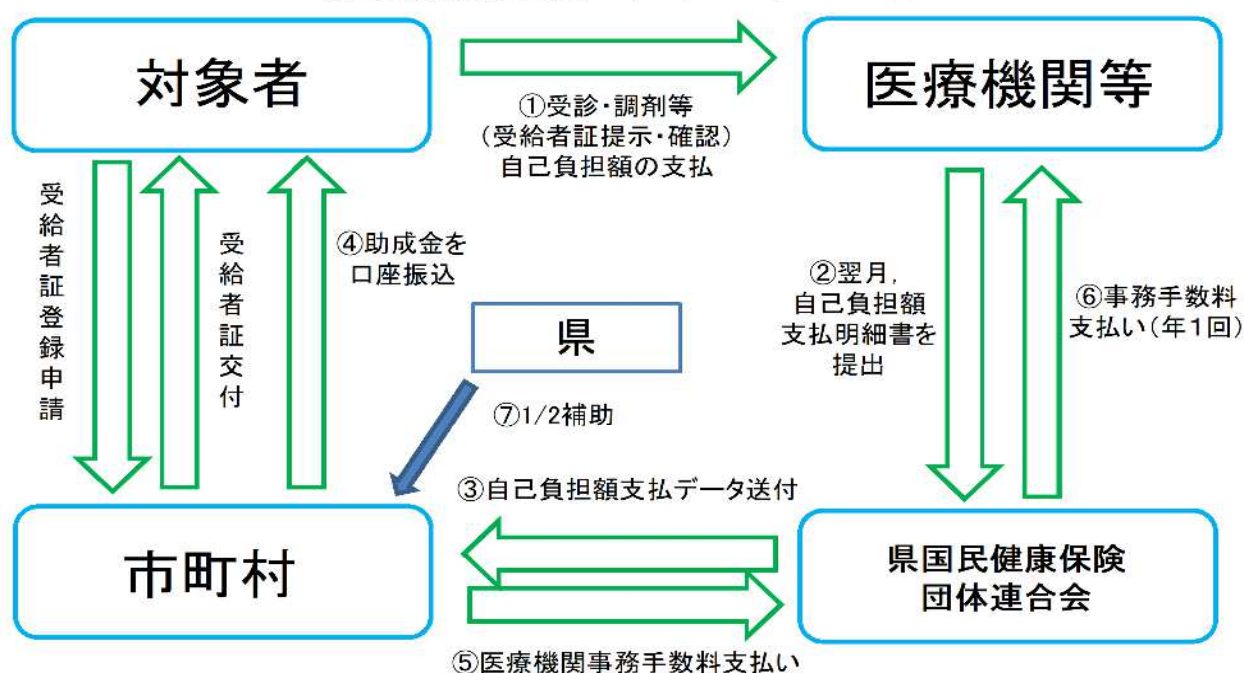 対象者
医療機関等
①受診・調剤等
(受給者証提示・確認)
自己負担額の支払
受給者証登録申請
受給者証交付
④助成金を
口座振込
②翌月,
自己負担額
支払明細書を
提出
⑥事務手数料
支払い(年1回)
県
⑦1/2補助
③自己負担額支払データ送付
市町村
県国民健康保険
団体連合会
⑤医療機関事務手数料支払い